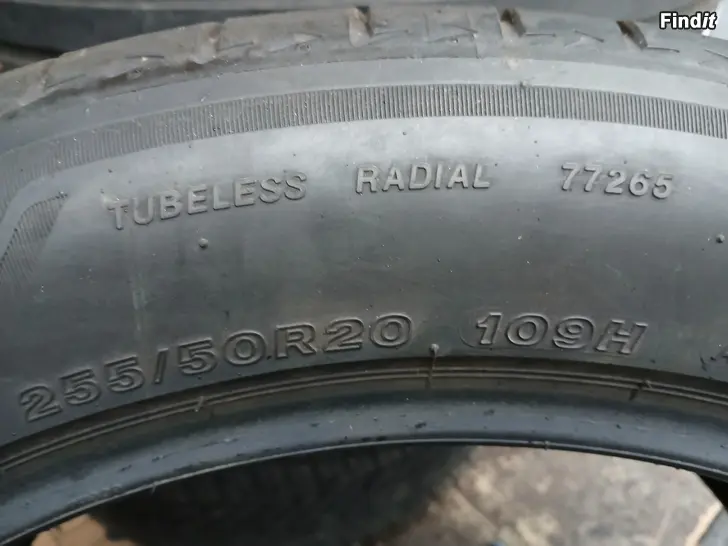 Findit
TUBELESS RADIAL 77265
255/50R20 109H